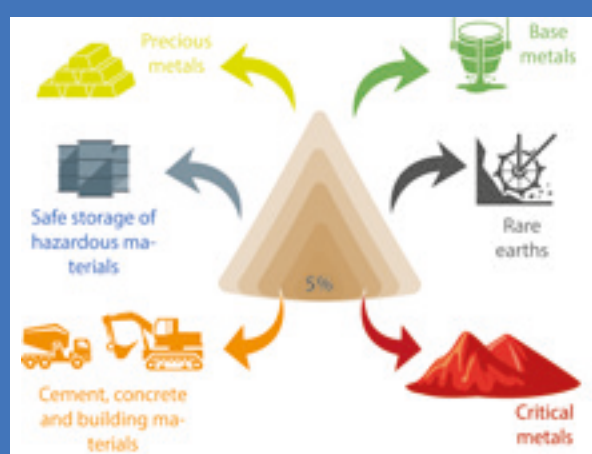 Precious
metals
Base
metals
Safe storage of
hazardous ma-
terials
Rare
earths
5%
Cement, concrete
and building ma-
terials
Critical
metals